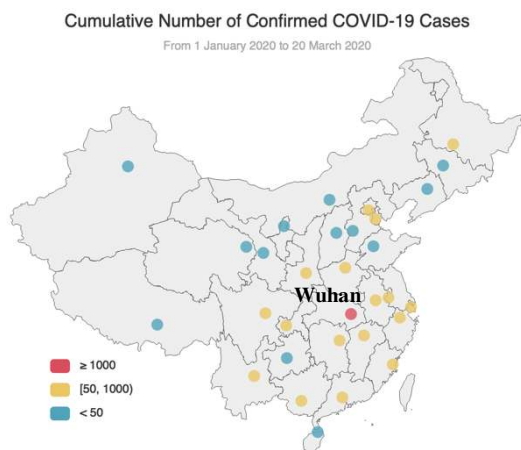 Cumulative Number of Confirmed COVID-19 Cases
From 1 January 2020 to 20 March 2020
Wuhan
≥ 1000
[50, 1000)
< 50